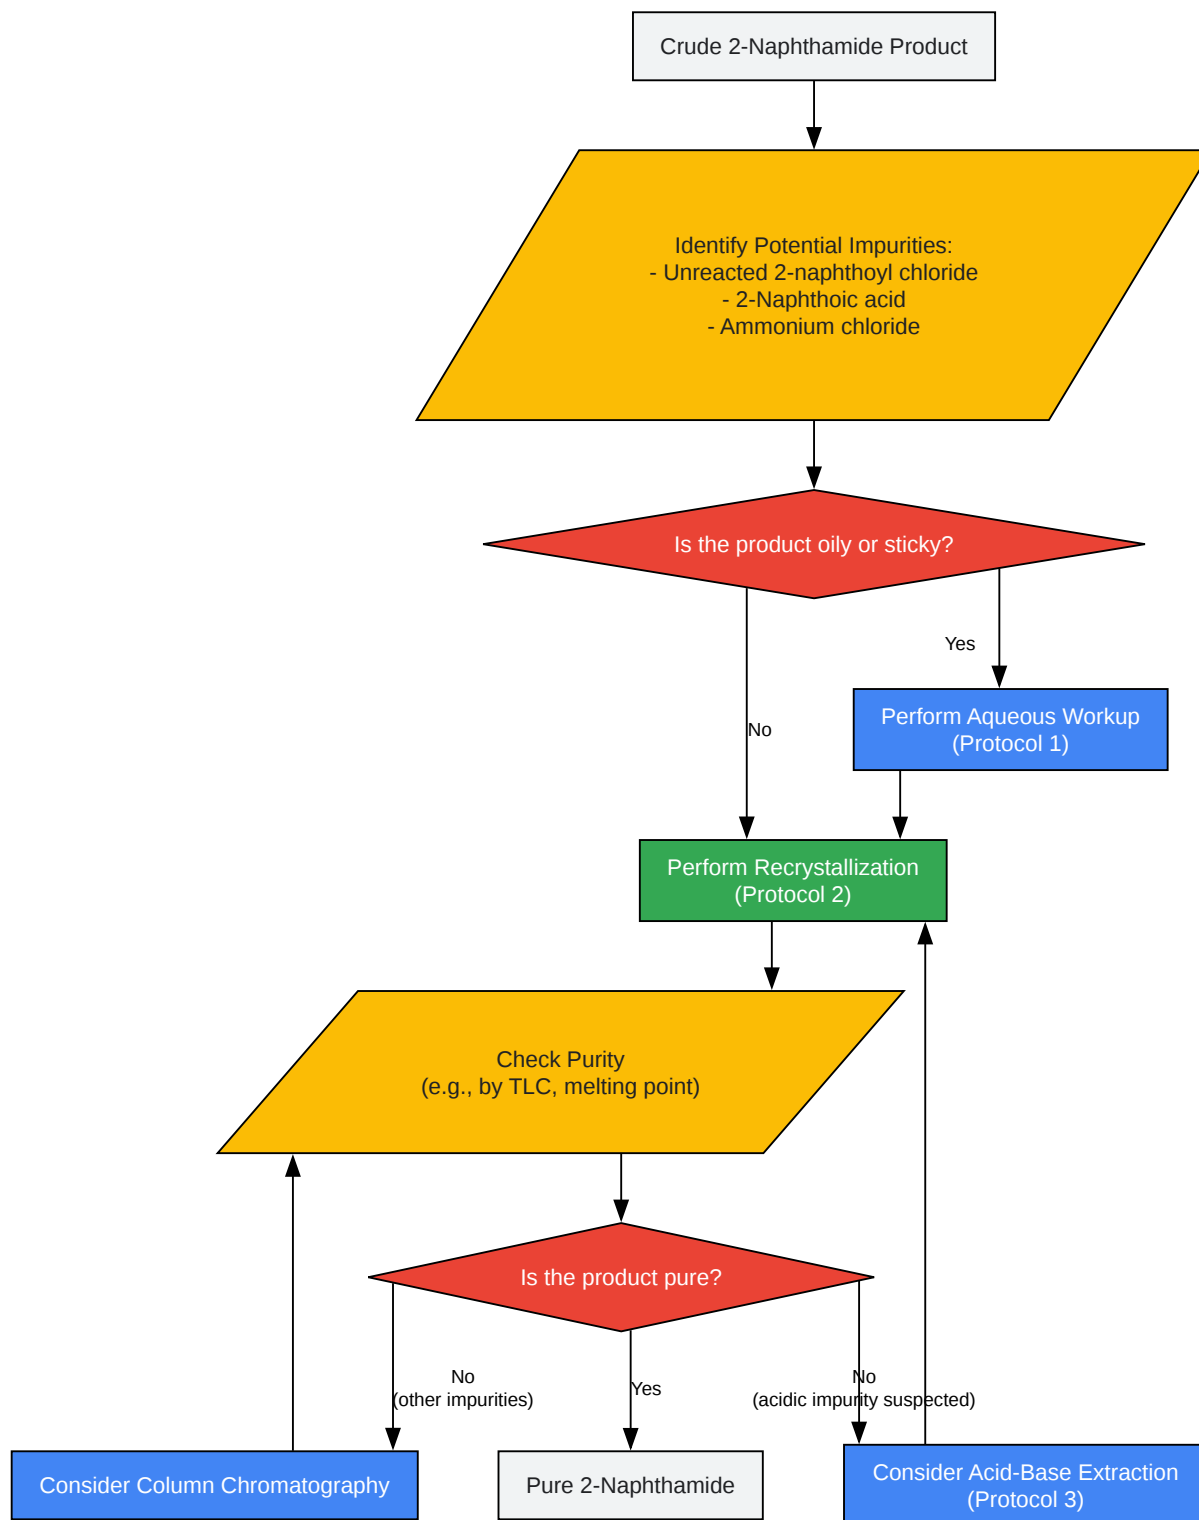 Crude 2-Naphthamide Product
Identify Potential Impurities:
- Unreacted 2-naphthoyl chloride
- 2-Naphthoic acid
- Ammonium chloride
Is the product oily or sticky?
Yes
No
Perform Aqueous Workup
(Protocol 1)
Perform Recrystallization
(Protocol 2)
Check Purity
(e.g., by TLC, melting point)
Is the product pure?
No
(other impurities)
Yes
No
(acidic impurity suspected)
Consider Column Chromatography
Pure 2-Naphthamide
Consider Acid-Base Extraction
(Protocol 3)